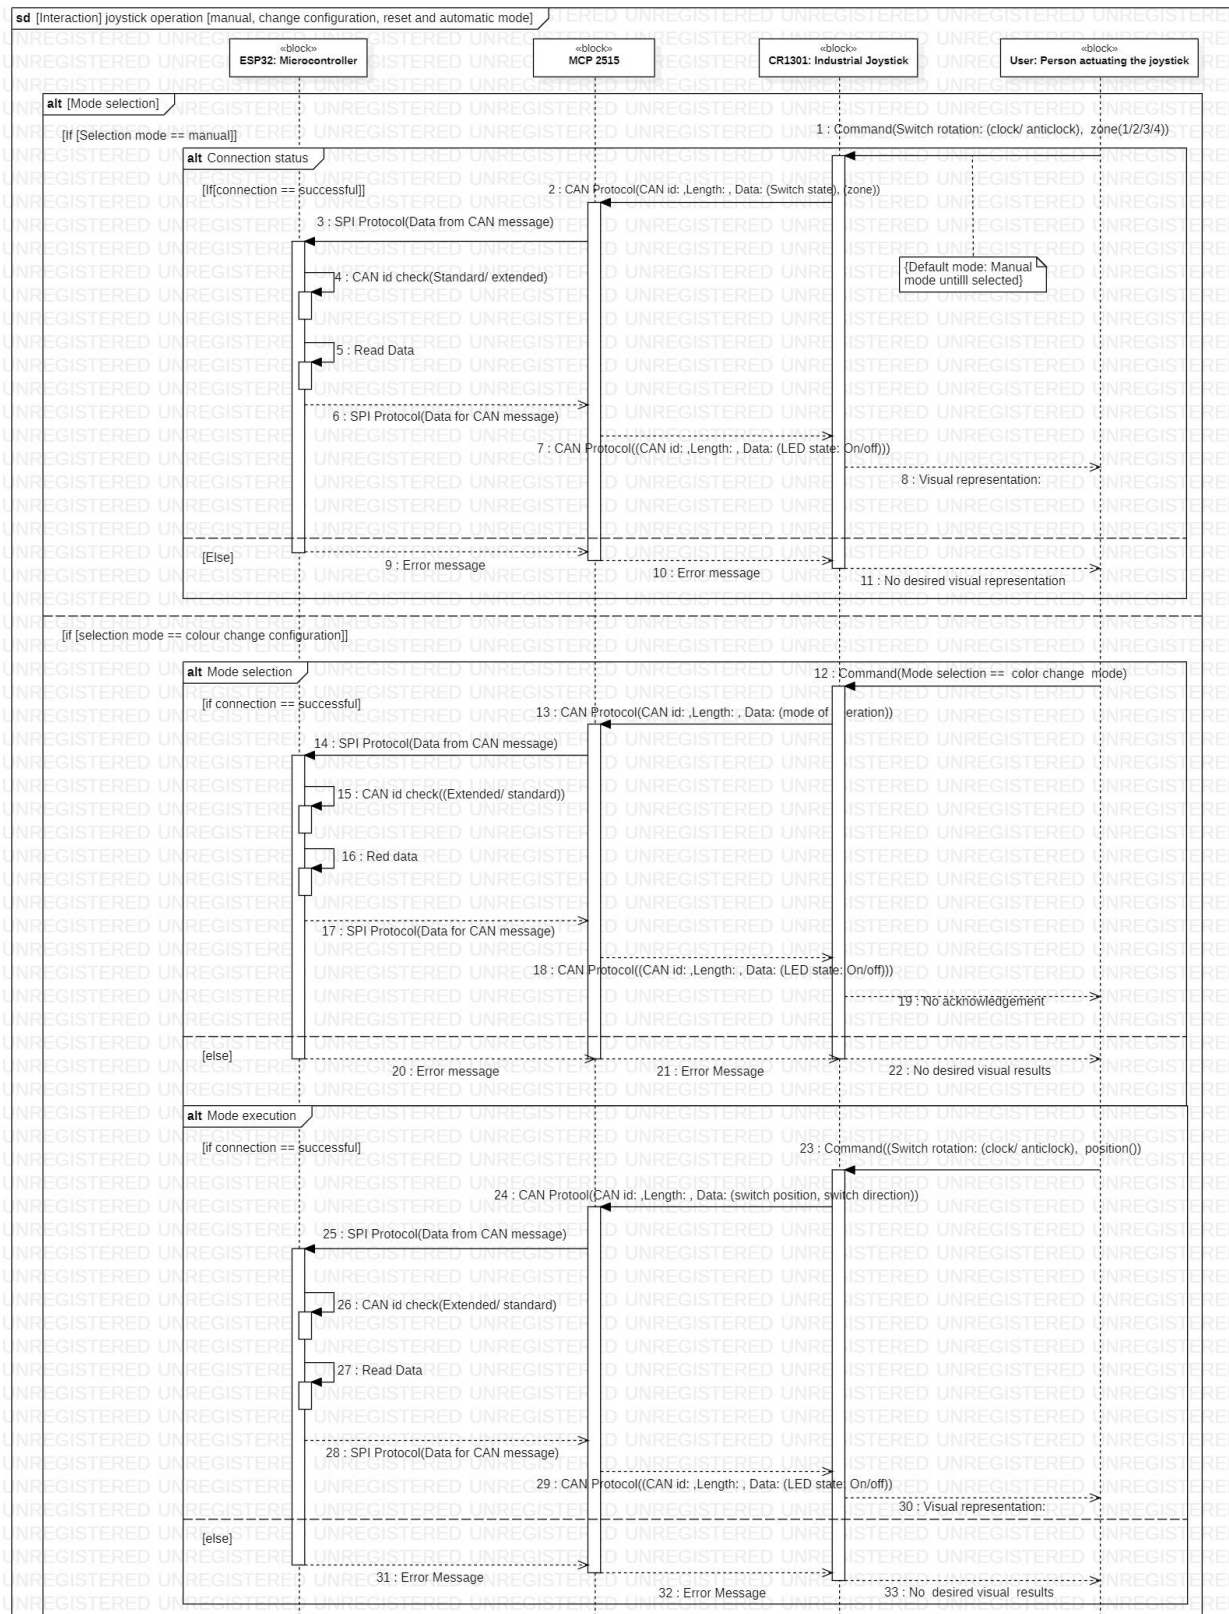 sd [Interaction] joystick operation [manual, change configuration, reset and automatic mode]
«block»
ESP32: Microcontroller
«block»
MCP 2515
«block»
CR1301: Industrial Joystick
«block»
User: Person actuating the joystick
alt [Mode selection]
[If [Selection mode == manual]]
1 : Command(Switch rotation: (clock/ anticlock), zone(1/2/3/4))
alt Connection status
[If[connection == successful]]
2 : CAN Protocol(CAN id: ,Length: , Data: (Switch state), (zone))
3 : SPI Protocol(Data from CAN message)
{Default mode: Manual
mode untill selected}
4 : CAN id check(Standard/ extended)
5 : Read Data
6 : SPI Protocol(Data for CAN message)
7 : CAN Protocol((CAN id: ,Length: , Data: (LED state: On/off)))
8 : Visual representation:
[Else]
9 : Error message
10 : Error message
11 : No desired visual representation
[if [selection mode == colour change configuration]]
alt Mode selection
12 : Command(Mode selection == color change mode)
[if connection == successful]
13 : CAN Protocol(CAN id: ,Length: , Data: (mode of eration))
14 : SPI Protocol(Data from CAN message)
15 : CAN id check((Extended/ standard))
16 : Red data
17 : SPI Protocol(Data for CAN message)
18 : CAN Protocol((CAN id: ,Length: , Data: (LED state: On/off)))
19 : No acknowledgement
[else]
20 : Error message
21 : Error Message
22 : No desired visual results
alt Mode execution
[if connection == successful]
23 : Command((Switch rotation: (clock/ anticlock), position())
24 : CAN Protool(CAN id: ,Length: , Data: (switch position, switch direction))
25 : SPI Protocol(Data from CAN message)
26 : CAN id check(Extended/ standard)
27 : Read Data
28 : SPI Protocol(Data for CAN message)
29 : CAN Protocol((CAN id: ,Length: , Data: (LED state: On/off))
30 : Visual representation:
[else]
31 : Error Message
32 : Error Message
33 : No desired visual results